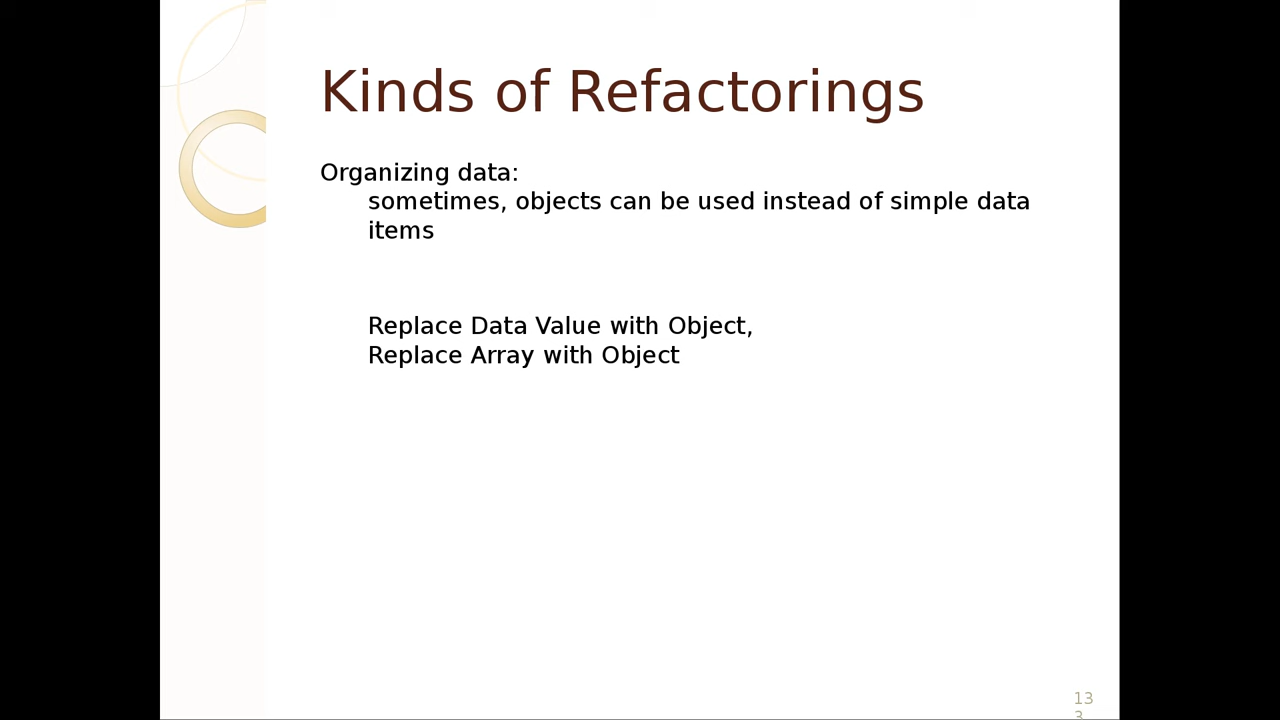 Kinds of Refactorings
Organizing data:
sometimes, objects can be used instead of simple data
items
Replace Data Value with Object,
Replace Array with Object
13
3